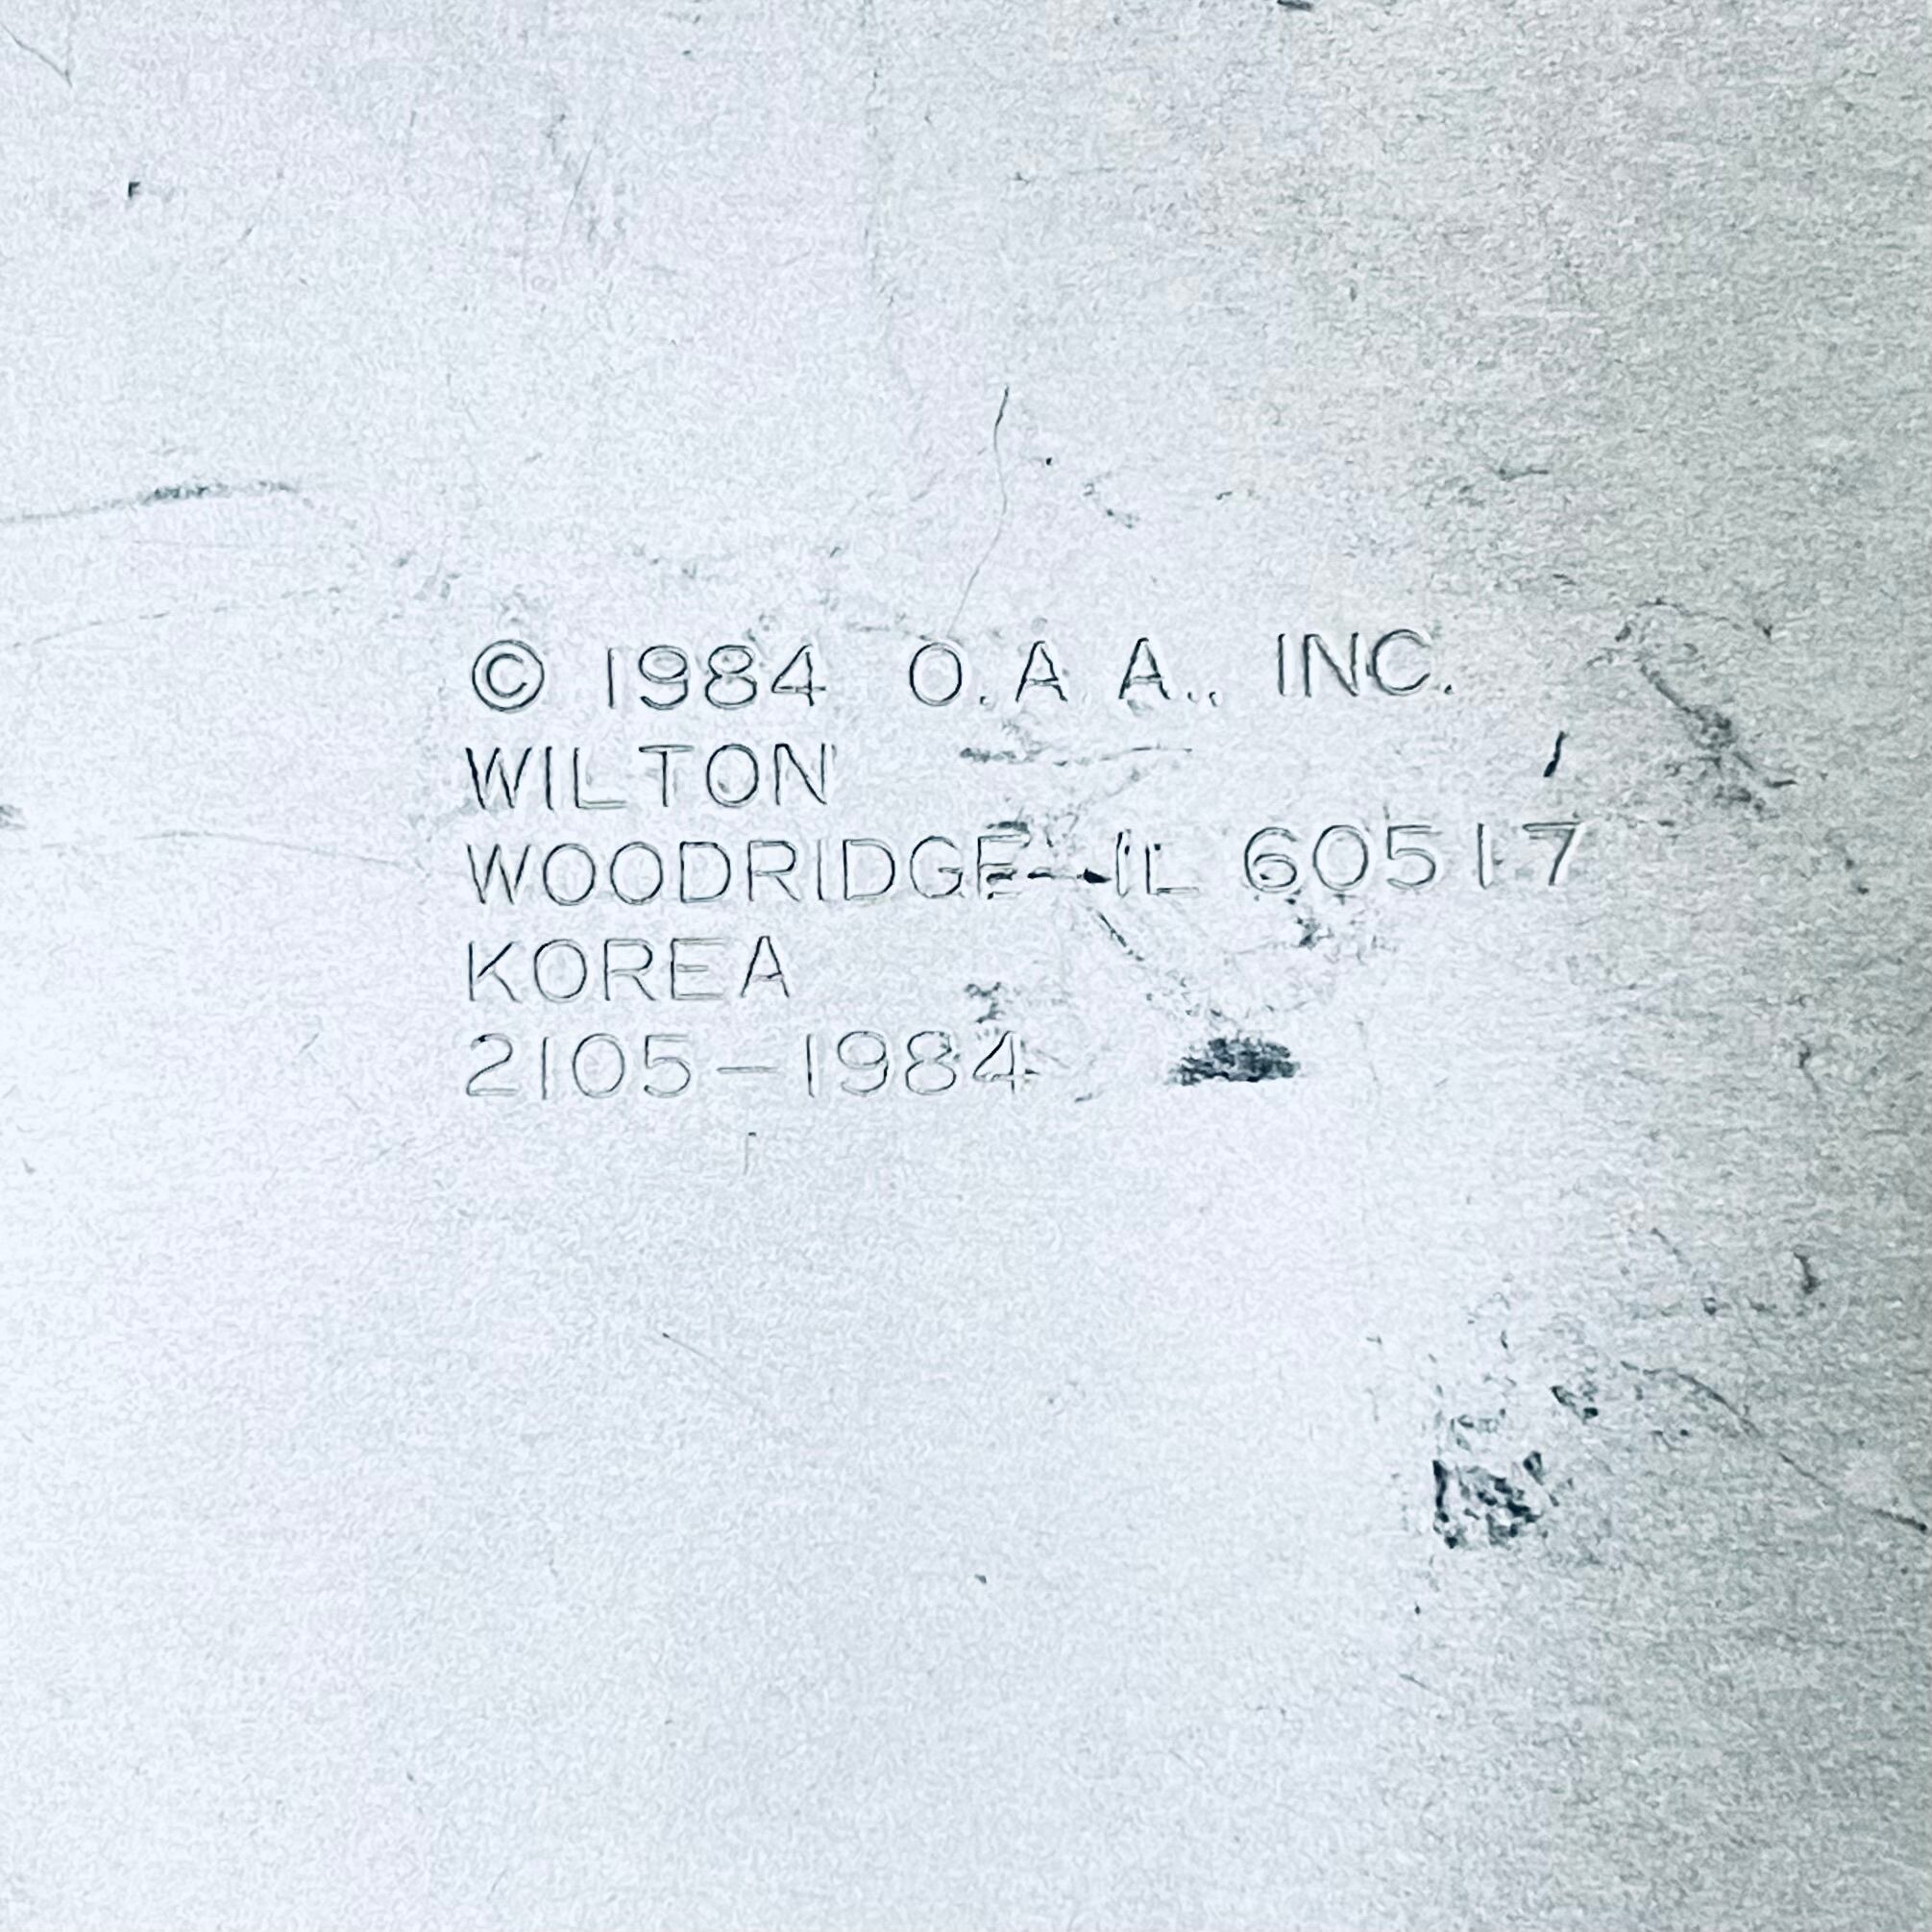 © 1984 O.A.A., INC.
WILTON
WOODRIDGE IL 60517
KOREA
2105-1984